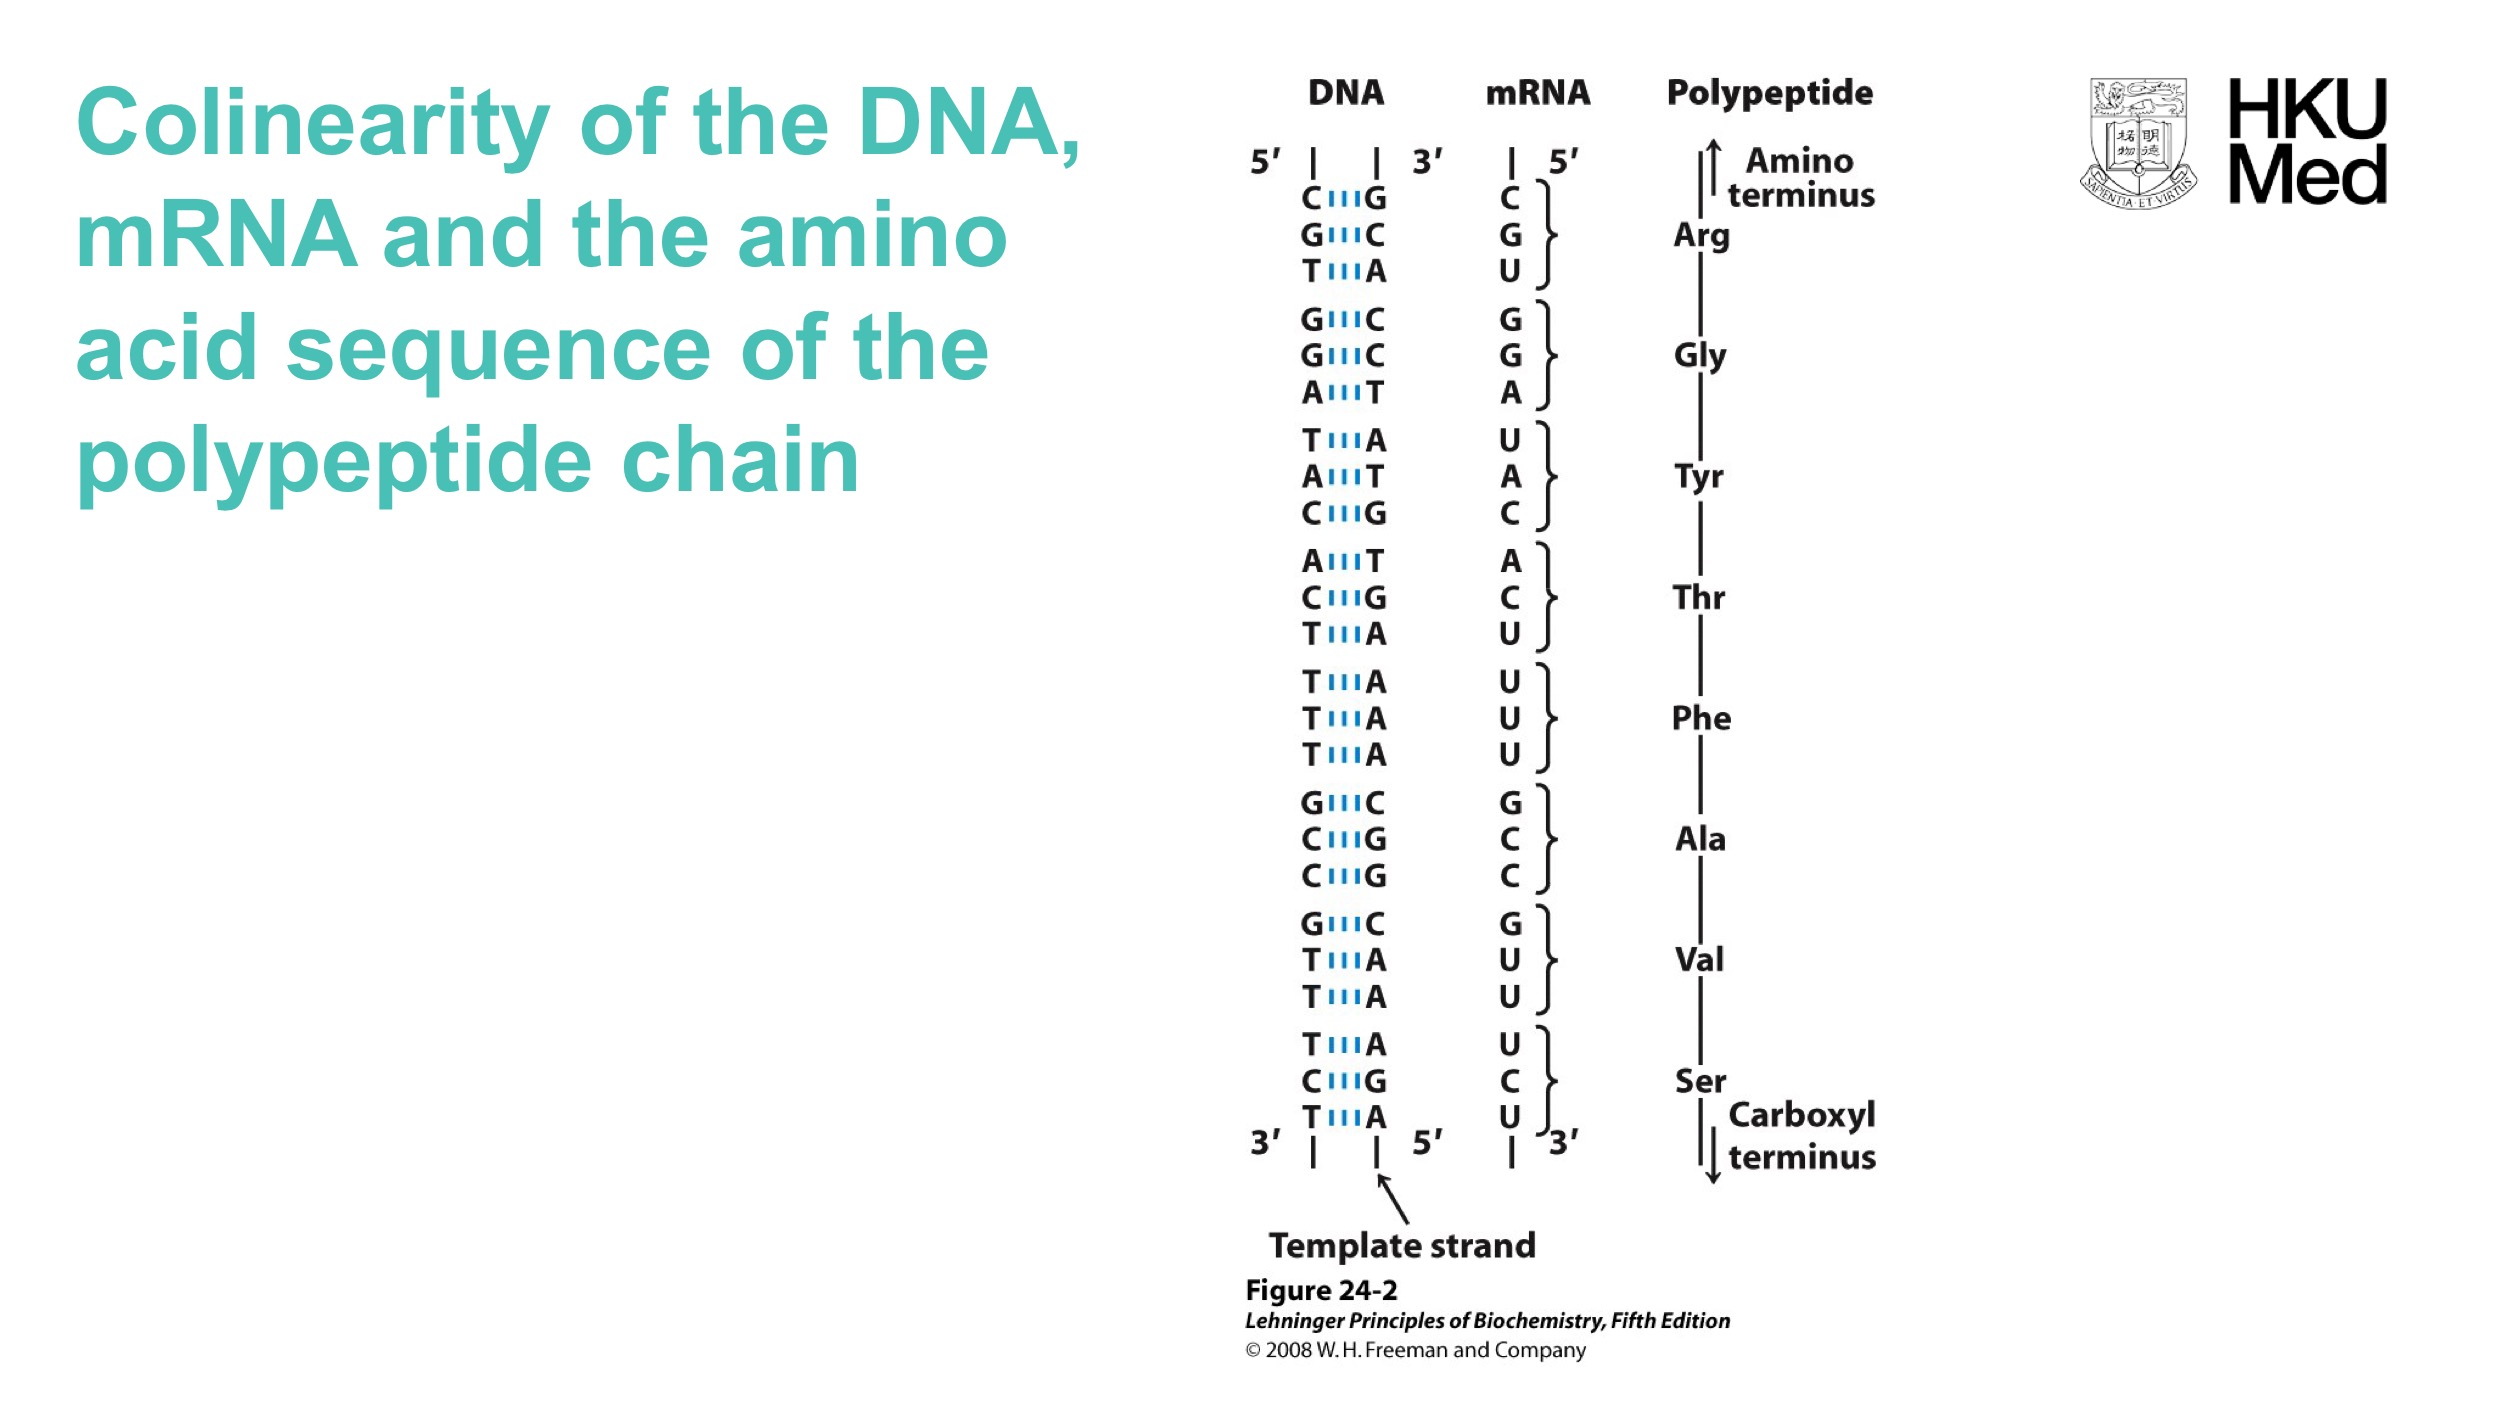 Colinearity of the DNA,
mRNA and the amino
acid sequence of the
polypeptide chain
DNA mRNA Polypeptide
5′ 3′ 5′ Amino
terminus
C G C
G C G Arg
T A U
G C G
G C G Gly
A T A
T A U
A T A Tyr
C G C
A T A
C G C Thr
T A U
T A U
T A U Phe
T A U
G C G
C G C Ala
C G C
G C G
T A U Val
T A U
T A U
C G C Ser
T A U
3′ 5′ 3′ Carboxyl
terminus
Template strand
Figure 24-2
Lehninger Principles of Biochemistry, Fifth Edition
© 2008 W. H. Freeman and Company
明德
格物
SAPIENTIA·ET·VIRTUS
HKU
Med